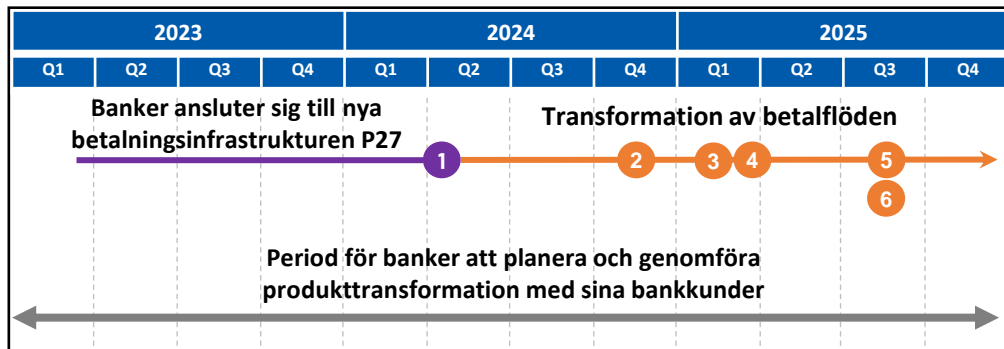 2023 2024 2025
Q1 Q2 Q3 Q4 Q1 Q2 Q3 Q4 Q1 Q2 Q3 Q4
Banker ansluter sig till nya
betalningsinfrastrukturen P27
Transformation av betalflöden
1 2 3 4 5
6
Period för banker att planera och genomföra
produkttransformation med sina bankkunder